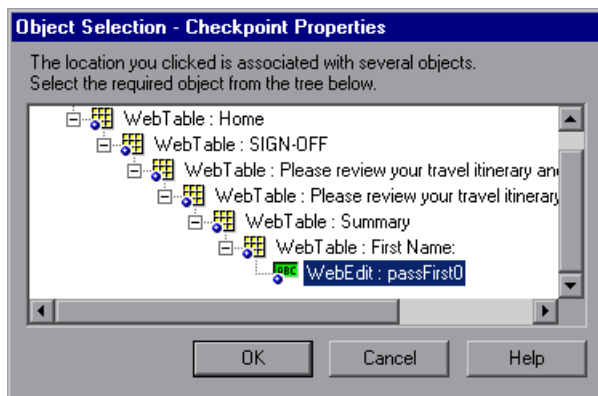 Object Selection - Checkpoint Properties
The location you clicked is associated with several objects.
Select the required object from the tree below.
WebTable : Home
WebTable : SIGN-OFF
WebTable : Please review your travel itinerary and
WebTable : Please review your travel itinerary
WebTable : Summary
WebTable : First Name:
ABC WebEdit : passFirst0
OK Cancel Help